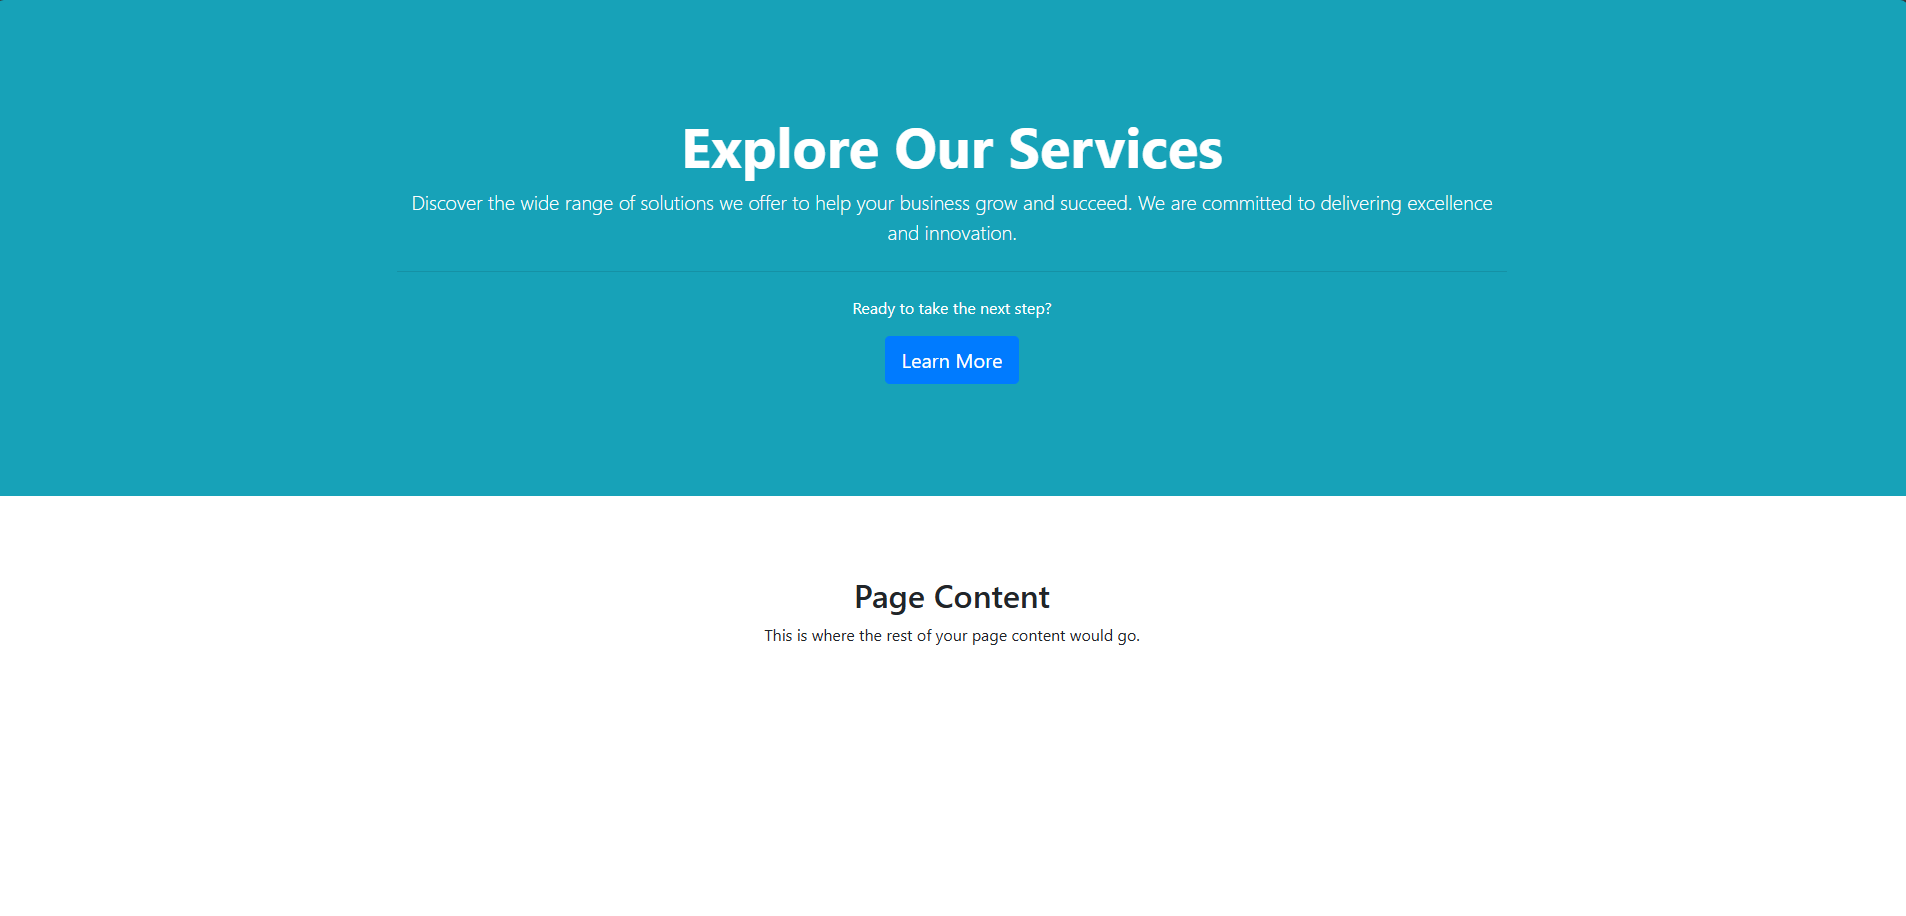 Explore Our Services
Discover the wide range of solutions we offer to help your business grow and succeed. We are committed to delivering excellence
and innovation.
Ready to take the next step?
Learn More
Page Content
This is where the rest of your page content would go.